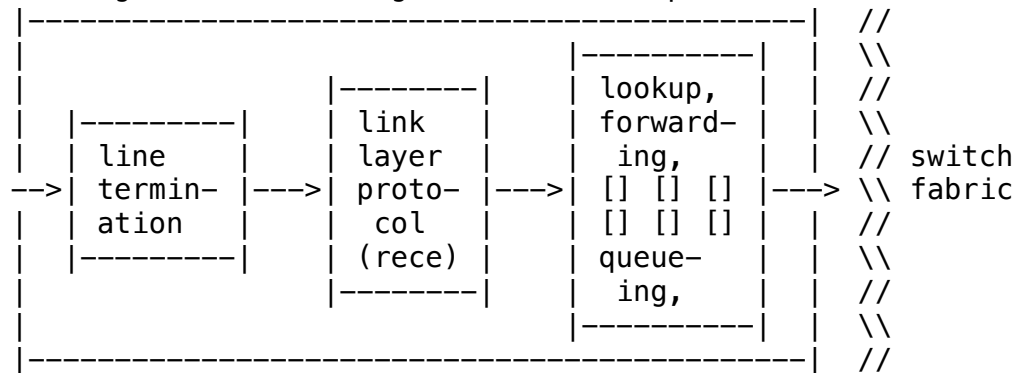 |---------------------------------------------|  //
|                                |----------|  |  \\
|                  |--------|    | lookup,  |  |  //
|  |---------|     | link   |    | forward- |  |  \\
|  | line    |     | layer  |    |  ing,    |  |  // switch
-->| termin- |---->| proto- |--->| [] [] [] |---> \\ fabric
|  | ation   |     |  col   |    | [] [] [] |  |  //
|  |---------|     | (rece) |    | queue-   |  |  \\
|                  |--------|    |  ing,    |  |  //
|                                |----------|  |  \\
|---------------------------------------------|  //